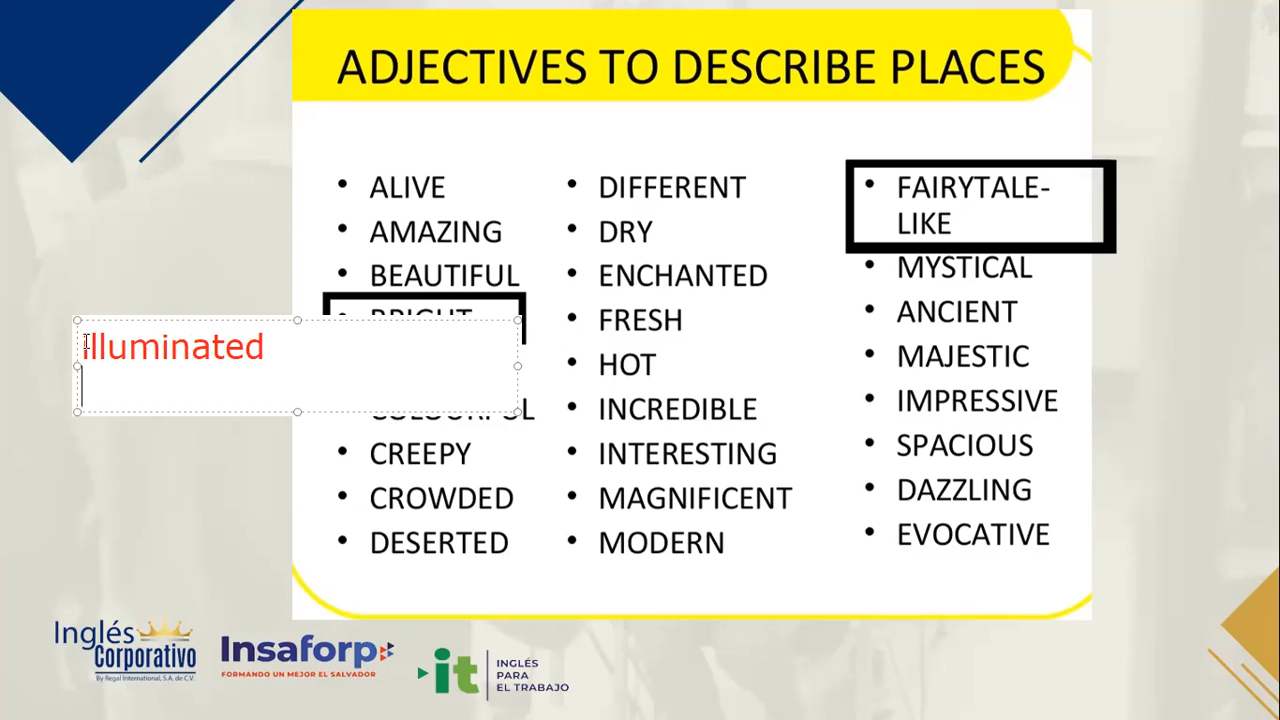 ADJECTIVES TO DESCRIBE PLACES
• ALIVE
• AMAZING
• BEAUTIFUL
• BRIGHT
illuminated
COLOURFUL
• CREEPY
• CROWDED
• DESERTED
• DIFFERENT
• DRY
• ENCHANTED
• FRESH
• HOT
• INCREDIBLE
• INTERESTING
• MAGNIFICENT
• MODERN
• FAIRYTALE-
LIKE
• MYSTICAL
• ANCIENT
• MAJESTIC
• IMPRESSIVE
• SPACIOUS
• DAZZLING
• EVOCATIVE
Inglés
Corporativo
By Regal International, S.A. de C.V.
Insaforp
FORMANDO UN MEJOR EL SALVADOR
it
INGLÉS
PARA
EL TRABAJO